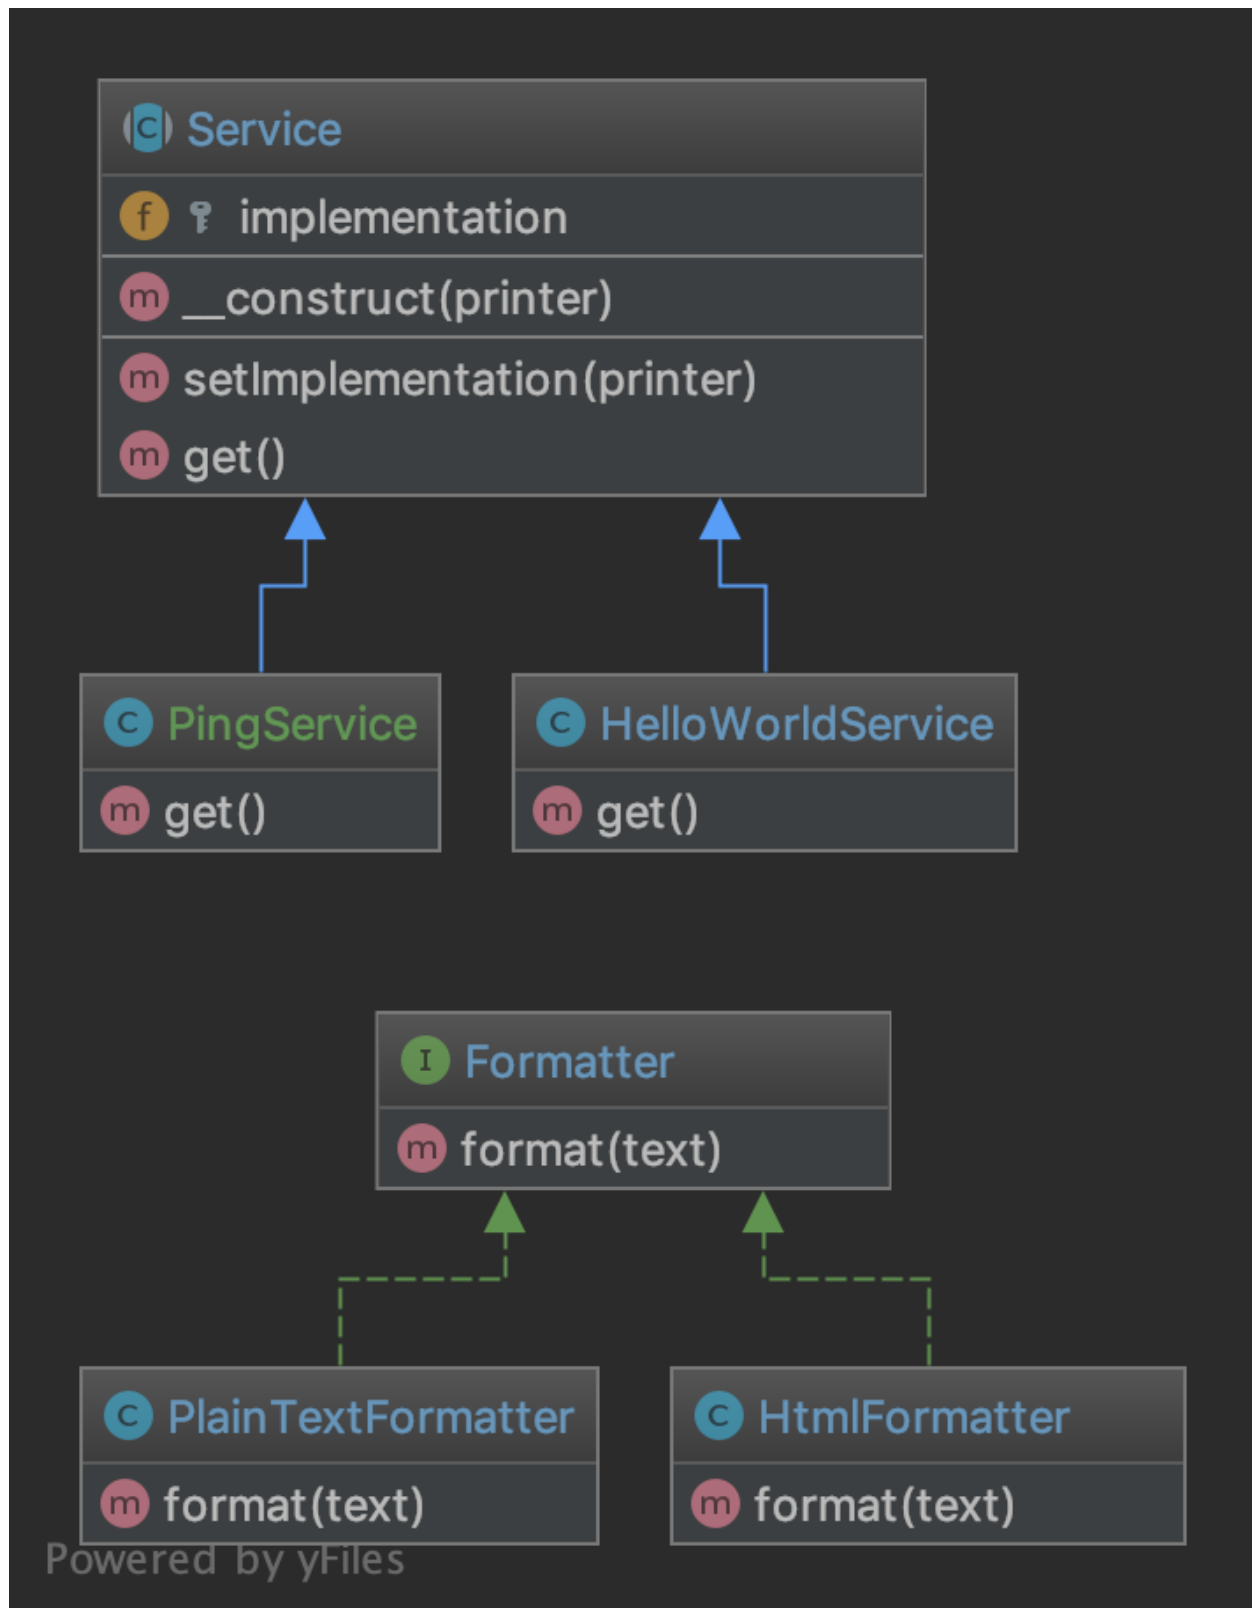 C Service
f implementation
m __construct(printer)
m setImplementation(printer)
m get()
C PingService
m get()
C HelloWorldService
m get()
I Formatter
m format(text)
C PlainTextFormatter
m format(text)
C HtmlFormatter
m format(text)
Powered by yFiles